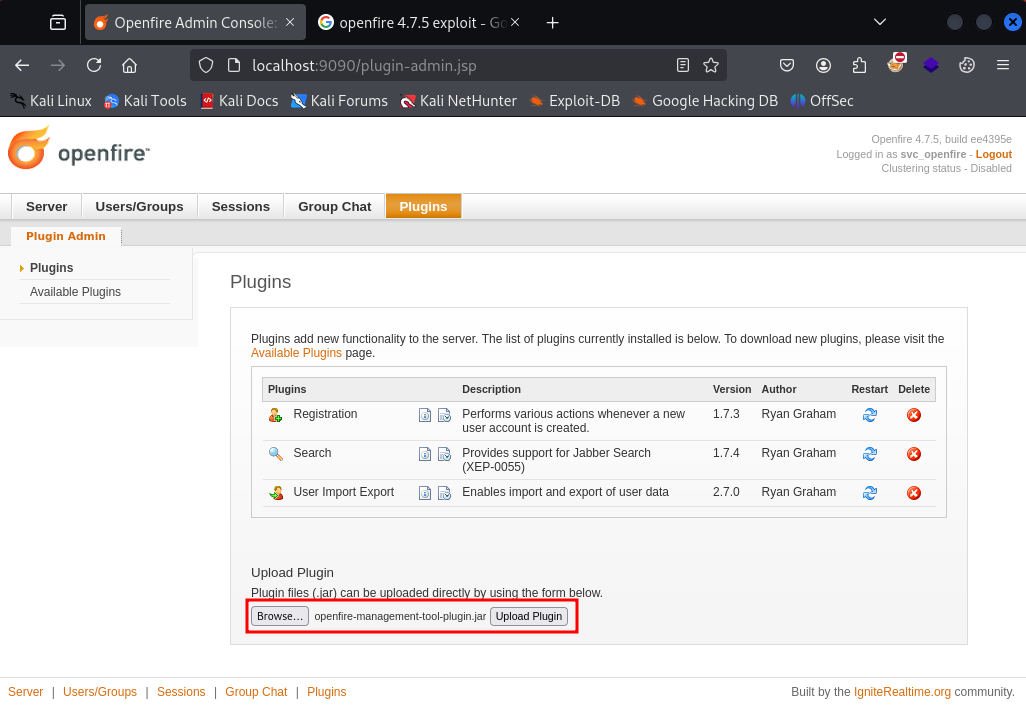 Openfire Admin Console:
openfire 4.7.5 exploit - Go
localhost:9090/plugin-admin.jsp
Kali Linux Kali Tools Kali Docs Kali Forums Kali NetHunter Exploit-DB Google Hacking DB OffSec
openfire™
Openfire 4.7.5, build ee4395e
Logged in as svc_openfire - Logout
Clustering status - Disabled
Server Users/Groups Sessions Group Chat Plugins
Plugin Admin
Plugins
Available Plugins
Plugins
Plugins add new functionality to the server. The list of plugins currently installed is below. To download new plugins, please visit the
Available Plugins page.
Plugins Description Version Author Restart Delete
Registration Performs various actions whenever a new user account is created. 1.7.3 Ryan Graham
Search Provides support for Jabber Search (XEP-0055) 1.7.4 Ryan Graham
User Import Export Enables import and export of user data 2.7.0 Ryan Graham
Upload Plugin
Plugin files (.jar) can be uploaded directly by using the form below.
Browse... openfire-management-tool-plugin.jar Upload Plugin
Server | Users/Groups | Sessions | Group Chat | Plugins
Built by the IgniteRealtime.org community.